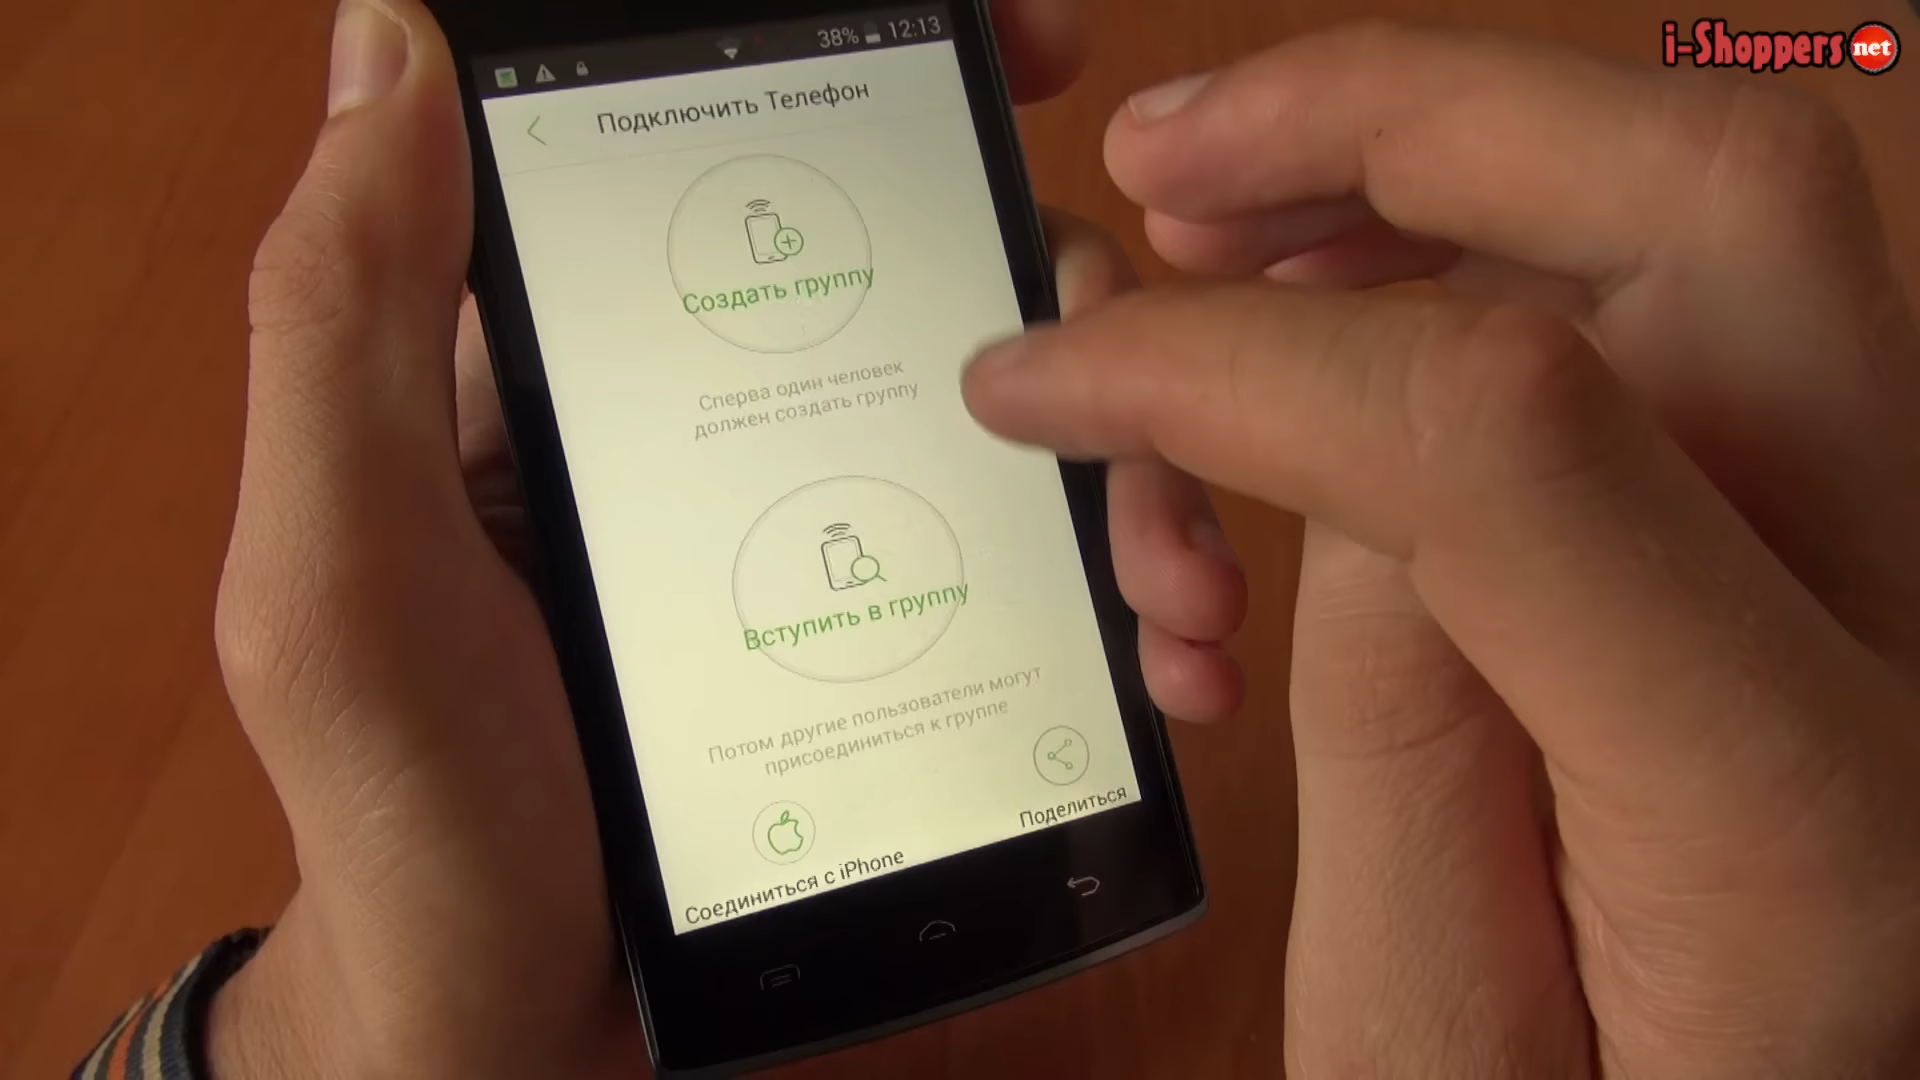 i-Shoppers net
38% 12:13
Подключить Телефон
Создать группу
Сперва один человек
должен создать группу
Вступить в группу
Потом другие пользователи могут
присоединиться к группе
Поделиться
Соединиться с iPhone